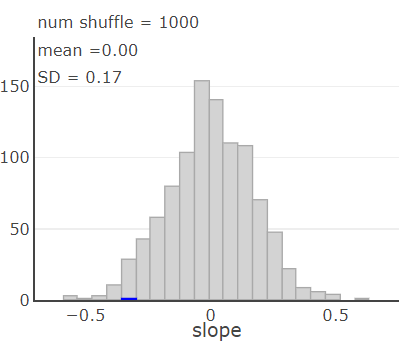 num shuffle = 1000
mean =0.00
SD = 0.17
150
100
50
0
−0.5 0 0.5
slope